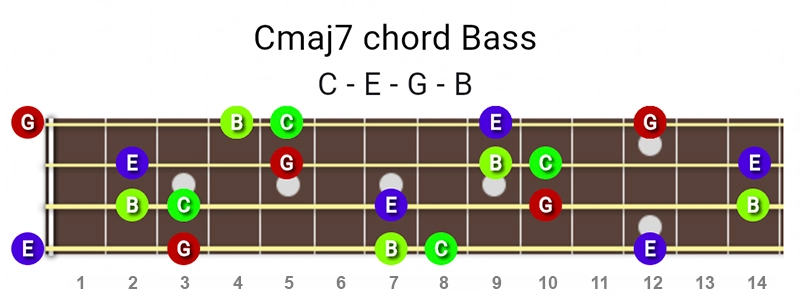 Cmaj7 chord Bass
C - E - G - B
G B C E G
E G B C E
B C E G B
E G B C E
1 2 3 4 5 6 7 8 9 10 11 12 13 14